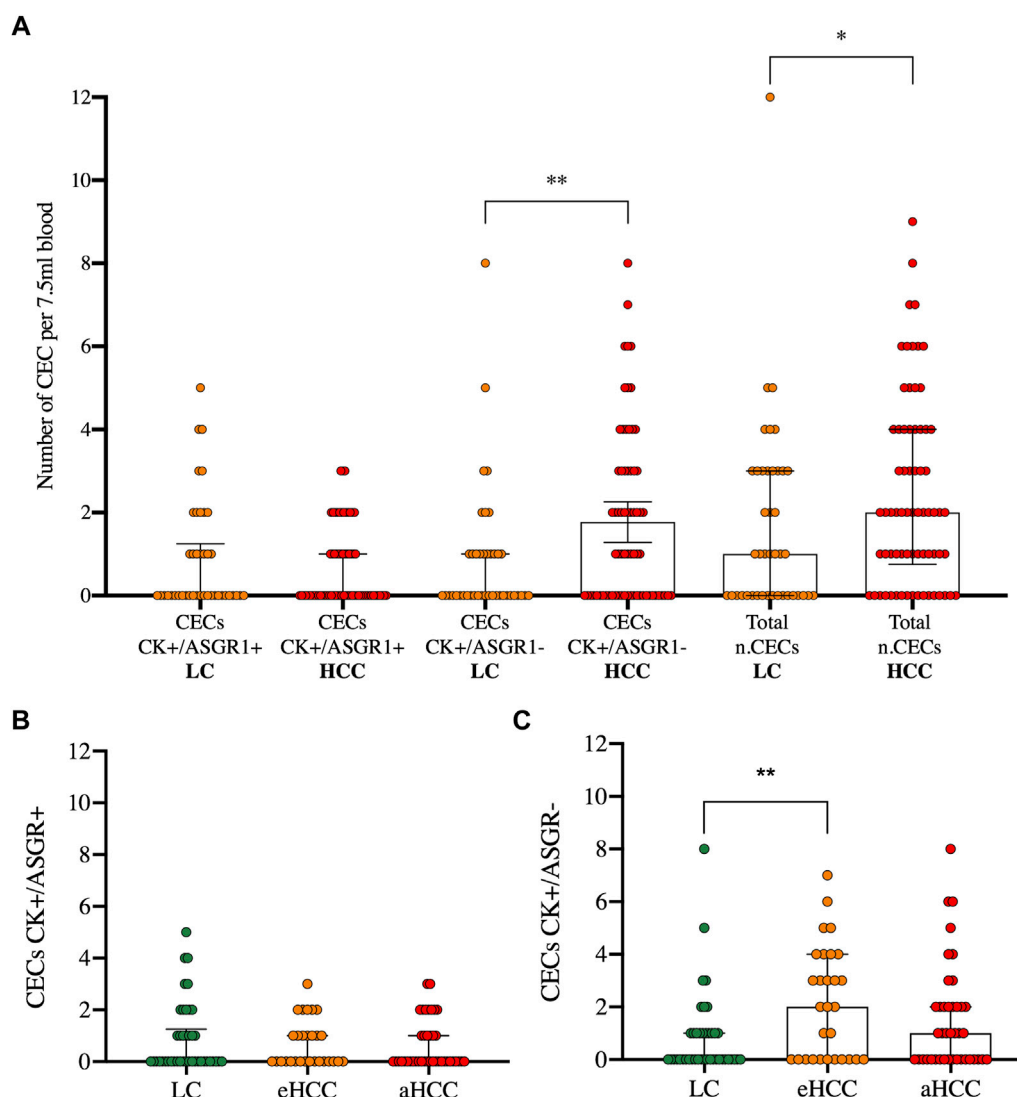 A
*
**
12
10
8
6
4
2
0
Number of CEC per 7.5ml blood
CECs
CK+/ASGR1+
LC
CECs
CK+/ASGR1+
HCC
CECs
CK+/ASGR1-
LC
CECs
CK+/ASGR1-
HCC
Total
n.CECs
LC
Total
n.CECs
HCC
B
12
10
8
6
4
2
0
CECs CK+/ASGR+
LC
eHCC
aHCC
C
**
12
10
8
6
4
2
0
CECs CK+/ASGR-
LC
eHCC
aHCC